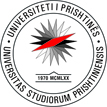 UNIVERSITETI I PRISHTINËS
UNIVERSITAS STUDIORUM PRISHTINIENSIS
1970 MCMLXX